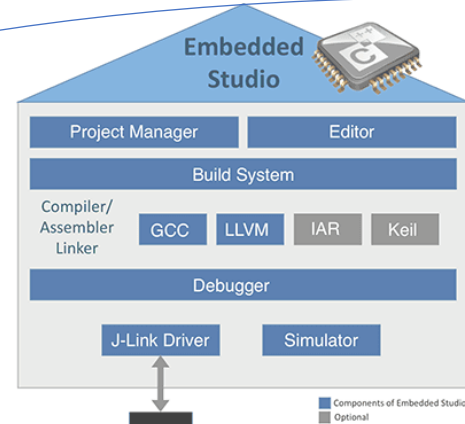 Embedded
Studio
C
++
Project Manager
Editor
Build System
Compiler/
Assembler
Linker
GCC
LLVM
IAR
Keil
Debugger
J-Link Driver
Simulator
Components of Embedded Studio
Optional